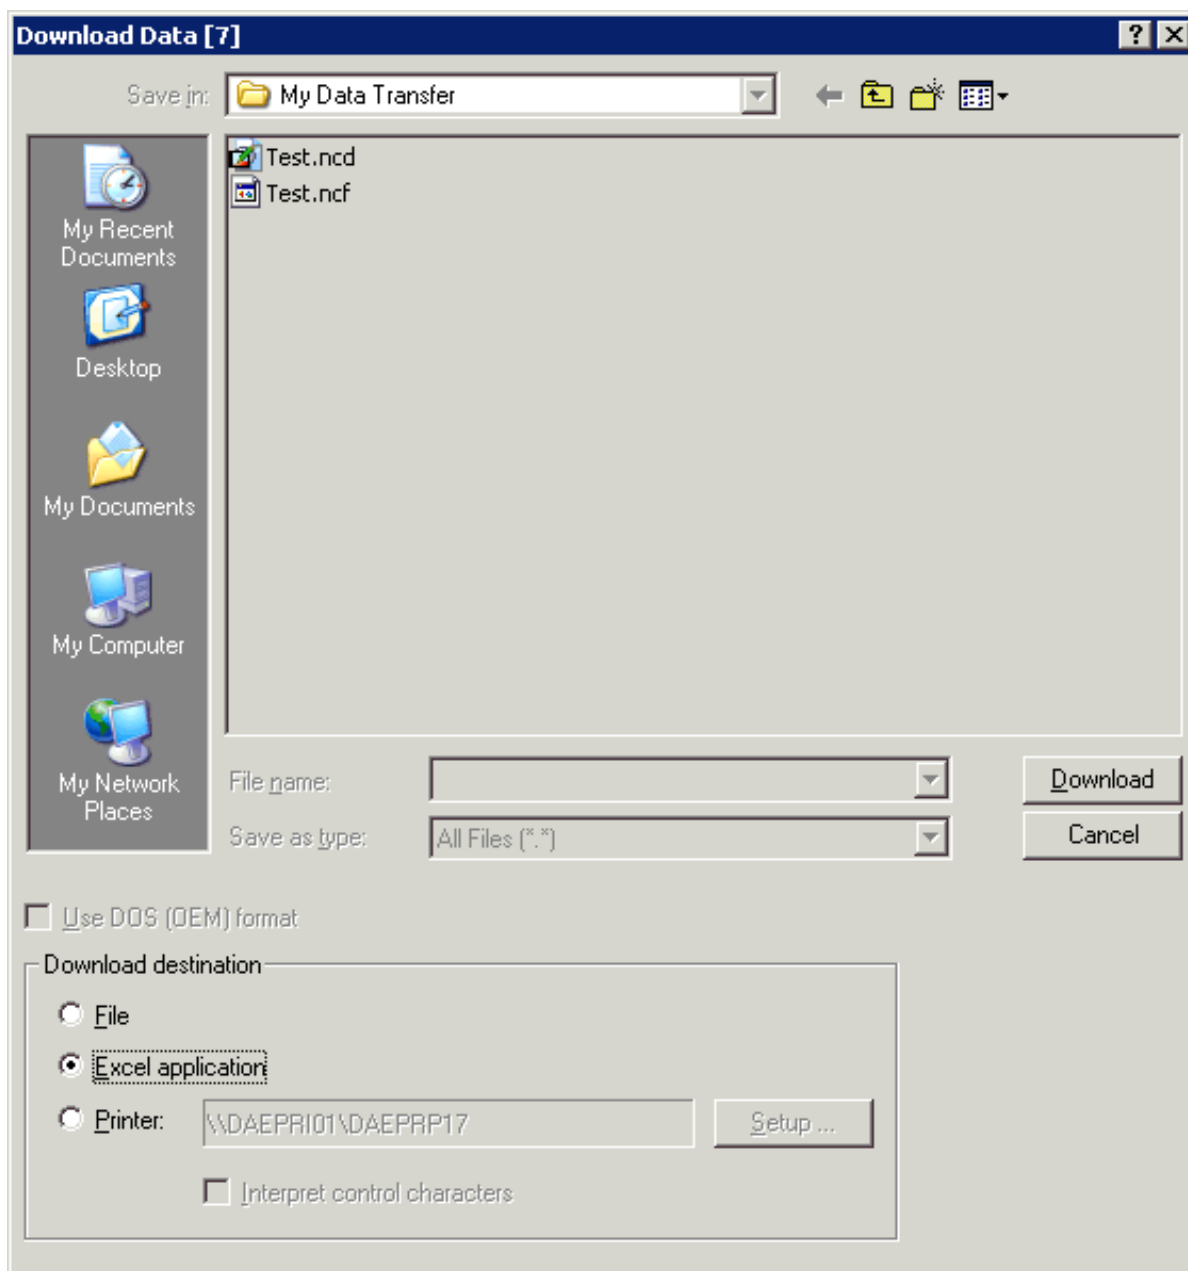 Download Data [7]
Save in:
My Data Transfer
My Recent
Documents
Desktop
My Documents
My Computer
My Network
Places
Test.ncd
Test.ncf
File name:
Download
Save as type:
All Files (*.*)
Cancel
Use DOS (OEM) format
Download destination
File
Excel application
Printer:
\\DAEPRI01\DAEPRP17
Setup ...
Interpret control characters